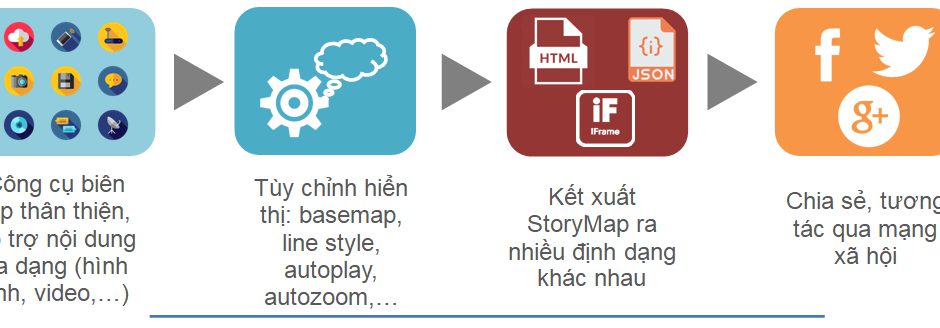 HTML
{i}
JSON
iF
IFrame
f
g+
ông cụ biên
p thân thiện,
trợ nội dung
a dạng (hình
nh, video,…)
Tùy chỉnh hiển
thị: basemap,
line style,
autoplay,
autozoom,…
Kết xuất
StoryMap ra
nhiều định dạng
khác nhau
Chia sẻ, tương
tác qua mạng
xã hội